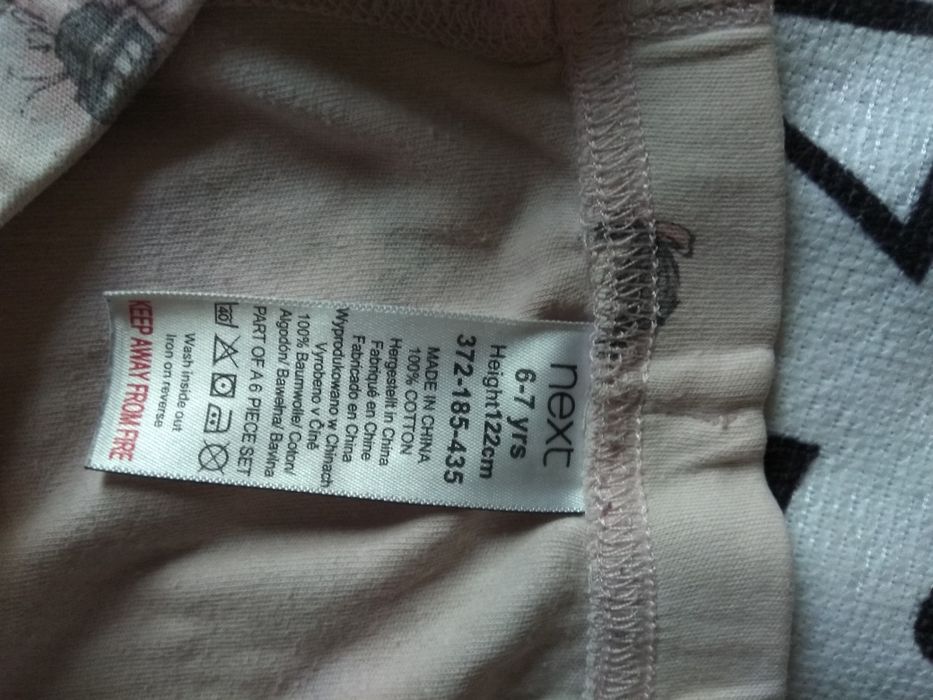 next
6-7 yrs
Height 122cm
372-185-435
MADE IN CHINA
100% COTTON
Hergestellt in China
Fabriqué en Chine
Fabricado en China
Wyprodukowano w Chinach
Vyrobeno v Číně
100% Baumwolle/ Coton/
Algodón/ Bawełna/ Bavlna
PART OF A 6 PIECE SET
40
Wash inside out
Iron on reverse
KEEP AWAY FROM FIRE